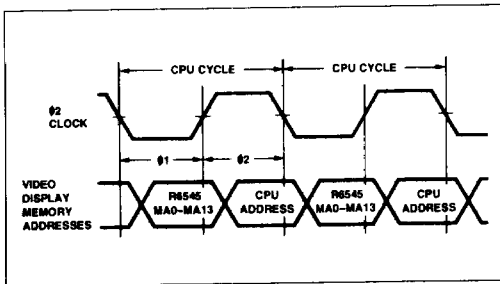 CPU CYCLE CPU CYCLE
ϕ2
CLOCK
ϕ1 ϕ2
VIDEO
DISPLAY
MEMORY
ADDRESSES
R6545
MA0–MA13
CPU
ADDRESS
R6545
MA0–MA13
CPU
ADDRESS